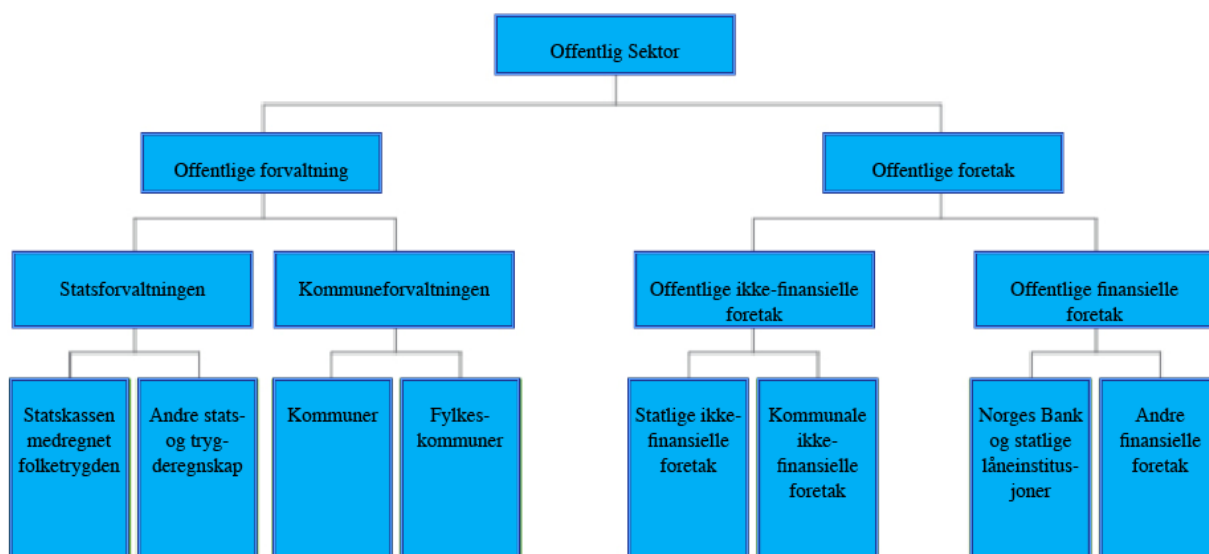 Offentlig Sektor
Offentlige forvaltning
Offentlige foretak
Statsforvaltningen
Kommuneforvaltningen
Offentlige ikke-finansielle
foretak
Offentlige finansielle
foretak
Statskassen
medregnet
folketrygden
Andre stats-
og tryg-
deregnskap
Kommuner
Fylkes-
kommuner
Statlige ikke-
finansielle
foretak
Kommunale
ikke-
finansielle
foretak
Norges Bank
og statlige
låneinstitus-
joner
Andre
finansielle
foretak